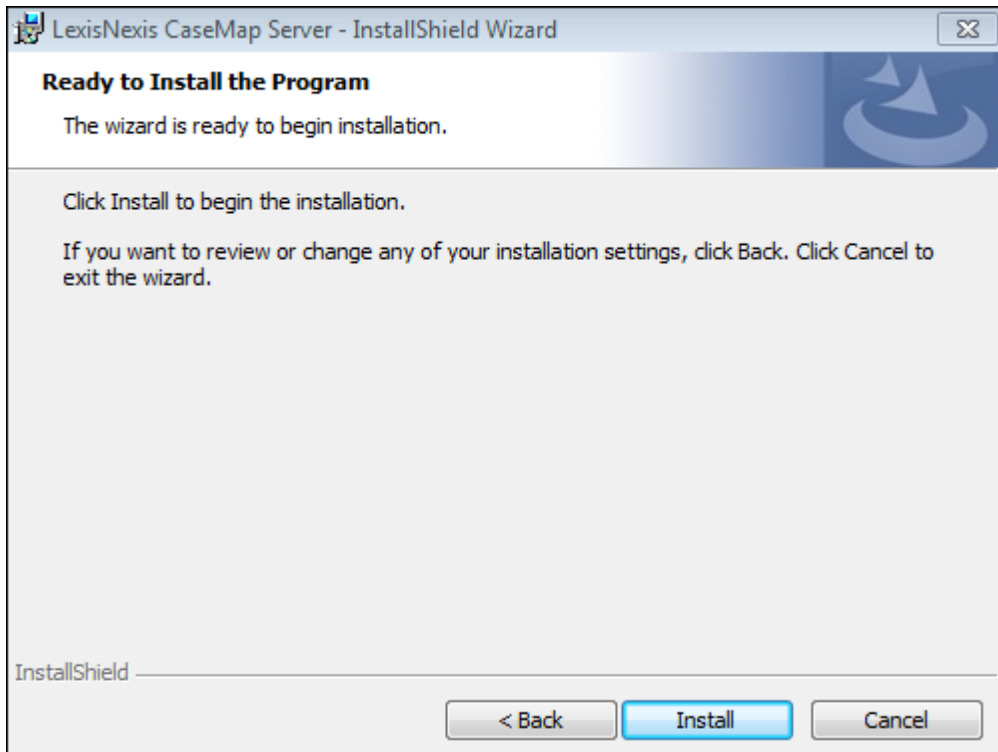 LexisNexis CaseMap Server - InstallShield Wizard
Ready to Install the Program
The wizard is ready to begin installation.
Click Install to begin the installation.
If you want to review or change any of your installation settings, click Back. Click Cancel to
exit the wizard.
InstallShield
< Back
Install
Cancel